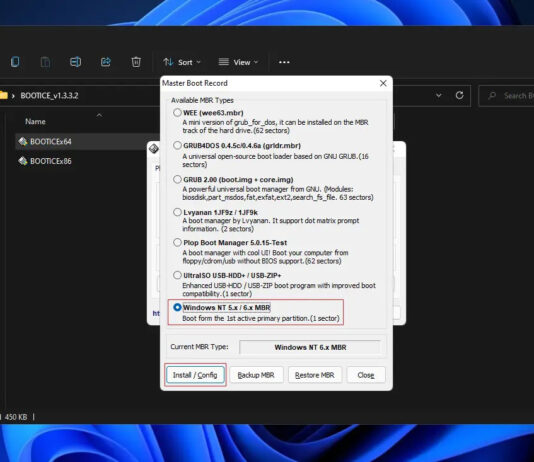 Sort
View
BOOTICE_v1.3.3.2
Search BO
Name
BOOTICEx64
BOOTICEx86
Master Boot Record
Available MBR Types
WEE (wee63.mbr)
A mini version of grub_for_dos, it can be installed on the MBR
track of the hard drive.(62 sectors)
GRUB4DOS 0.4.5c/0.4.6a (grldr.mbr)
A universal open-source boot loader based on GNU GRUB.(16
sectors)
GRUB 2.00 (boot.img + core.img)
A powerful universal boot manager from GNU. (Modules:
biosdisk,part_msdos,fat,exfat,ext2,search_fs_file. 63 sectors)
Lvyanan 1JF9z / 1JF9k
A boot manager by Lvyanan. It support dot matrix prompt
information. (2 sectors)
Plop Boot Manager 5.0.15-Test
A boot manager with cool UI! Boot your computer from
floppy/cdrom/usb without BIOS support.(62 sectors)
UltraISO USB-HDD+ / USB-ZIP+
Enhanced USB-HDD / USB-ZIP boot program with improved boot
compatibility.(1 sector)
Windows NT 5.x / 6.x MBR
Boot form the 1st active primary partition.(1 sector)
Current MBR Type:
Windows NT 6.x MBR
Install / Config
Backup MBR
Restore MBR
Close
450 KB